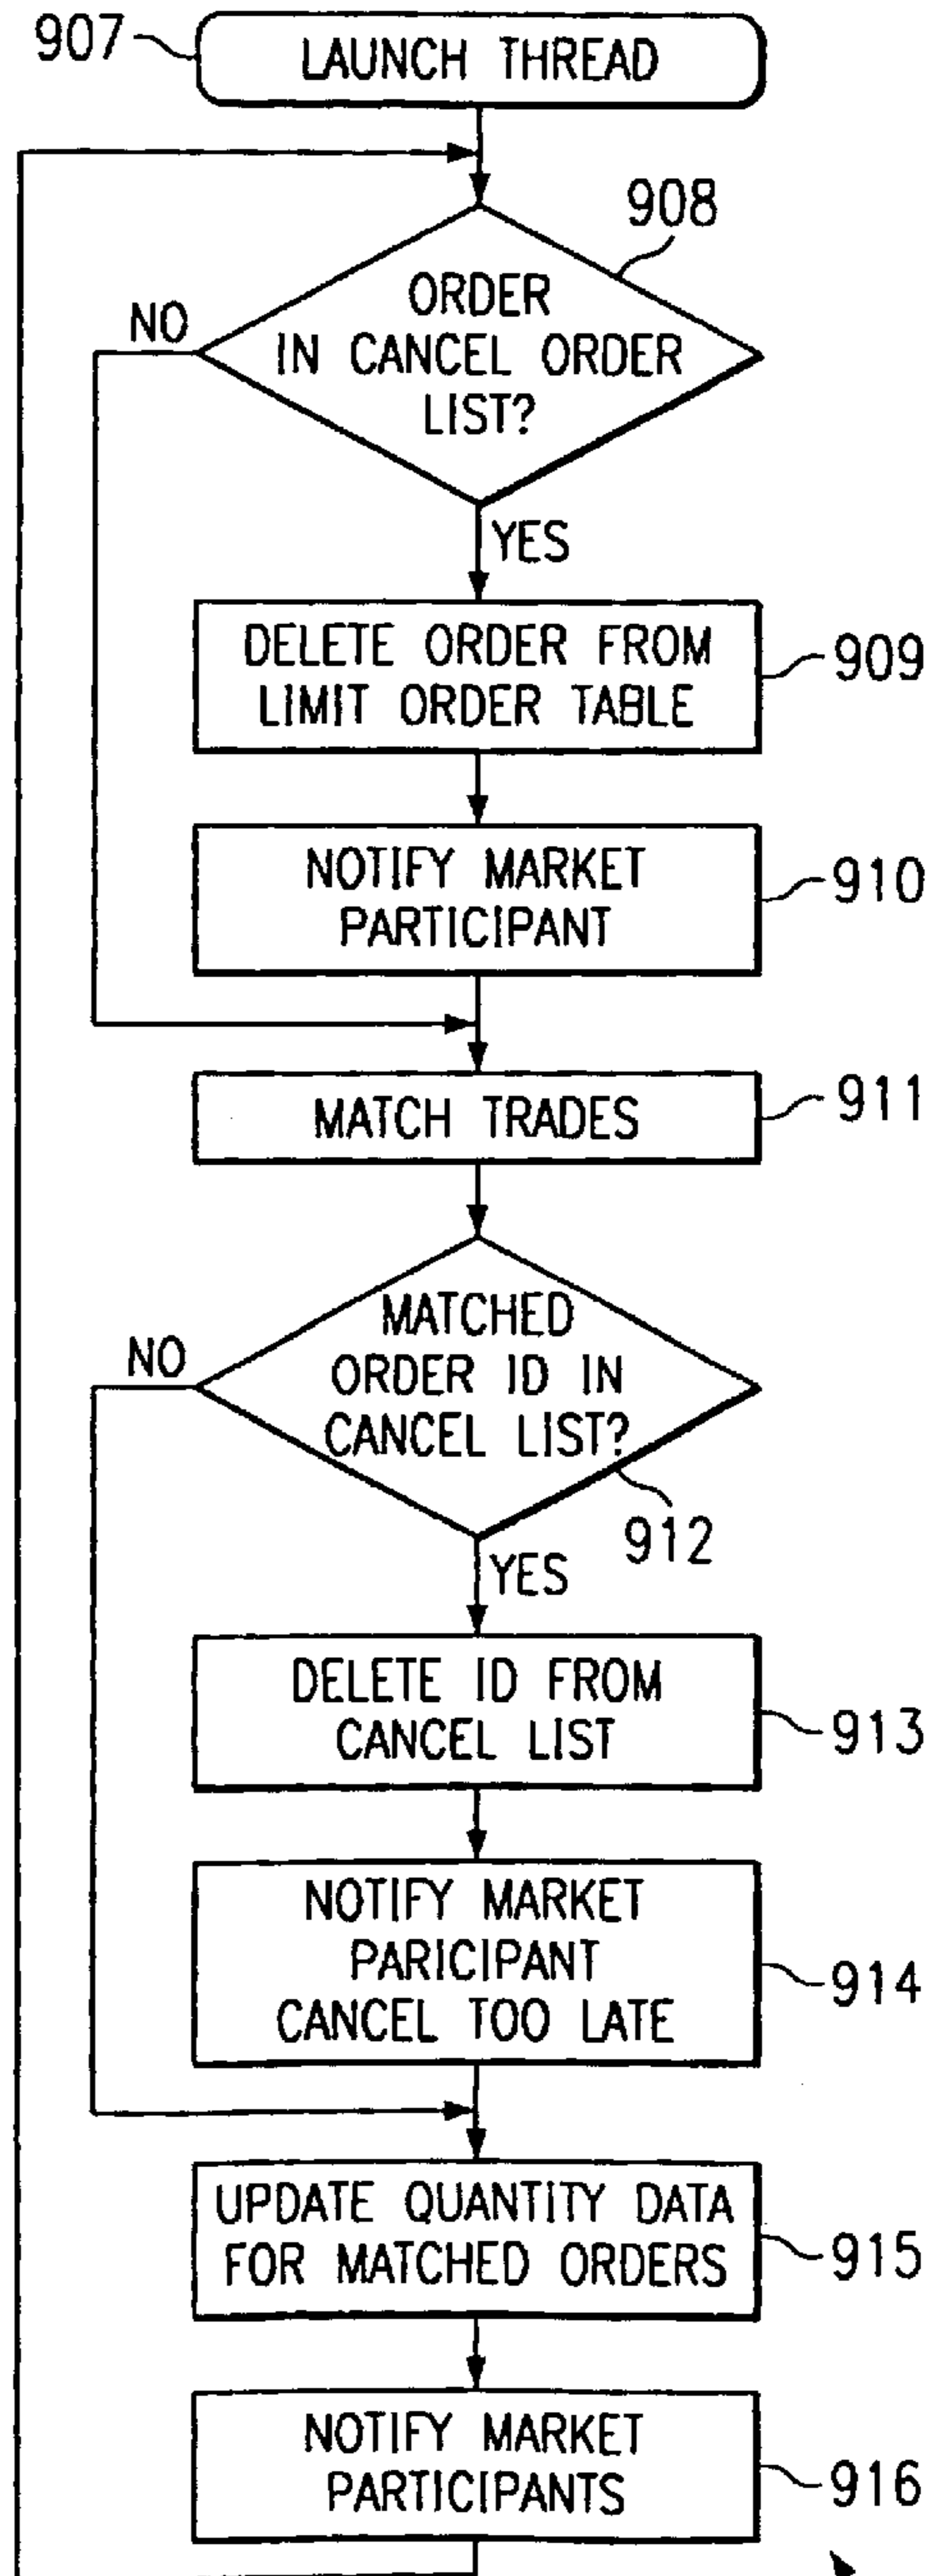 907
LAUNCH THREAD
908
ORDER
IN CANCEL ORDER
LIST?
NO
YES
DELETE ORDER FROM
LIMIT ORDER TABLE
909
NOTIFY MARKET
PARTICIPANT
910
MATCH TRADES
911
MATCHED
ORDER ID IN
CANCEL LIST?
NO
912
YES
DELETE ID FROM
CANCEL LIST
913
NOTIFY MARKET
PARICIPANT
CANCEL TOO LATE
914
UPDATE QUANTITY DATA
FOR MATCHED ORDERS
915
NOTIFY MARKET
PARTICIPANTS
916